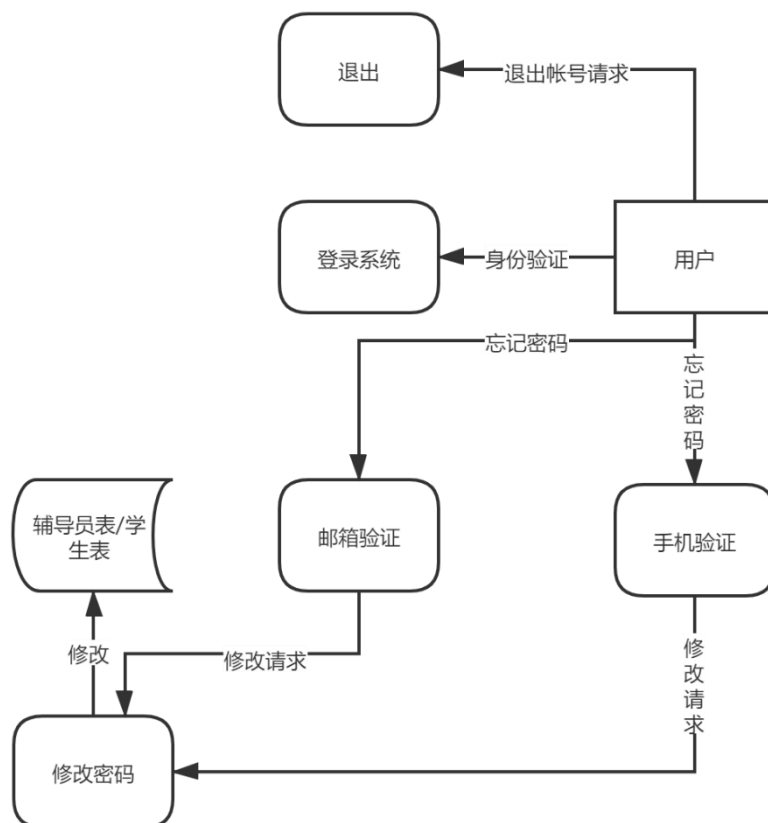 退出
退出帐号请求
登录系统
身份验证
用户
忘记密码
忘记密码
辅导员表/学
生表
邮箱验证
手机验证
修改
修改请求
修改请求
修改密码